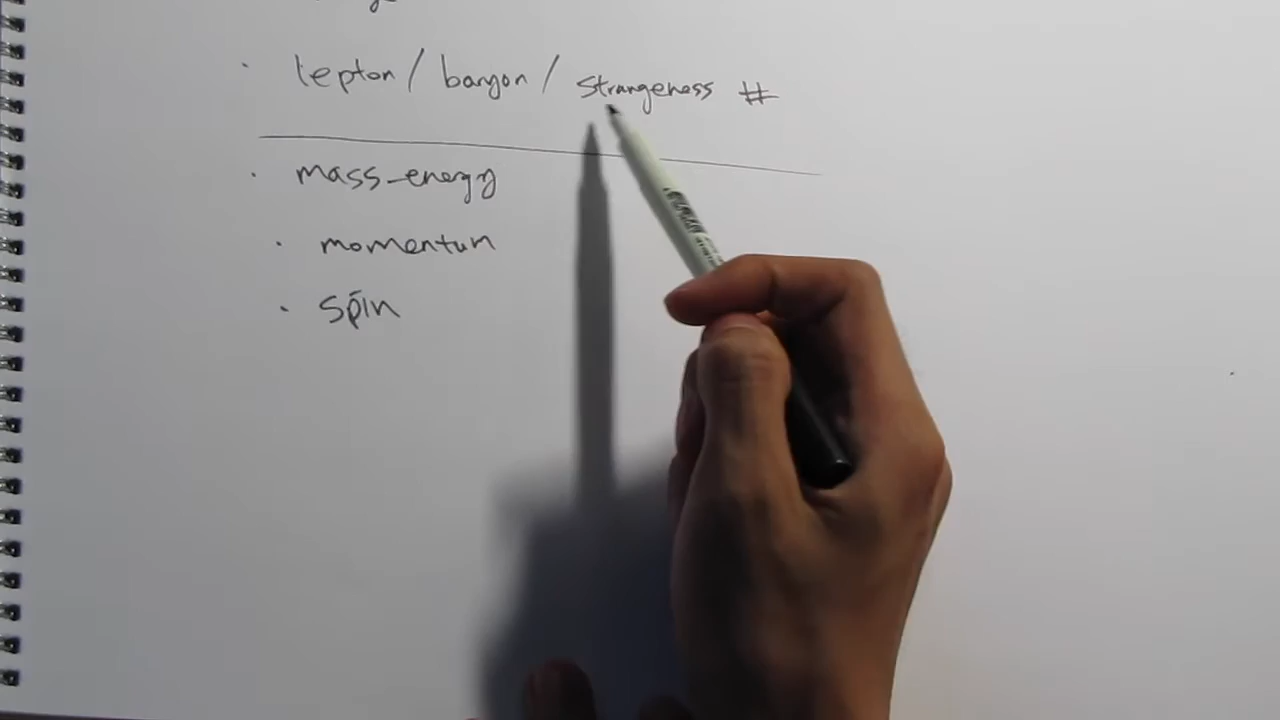 · lepton / baryon / strangeness #
· mass-energy
· momentum
· spin